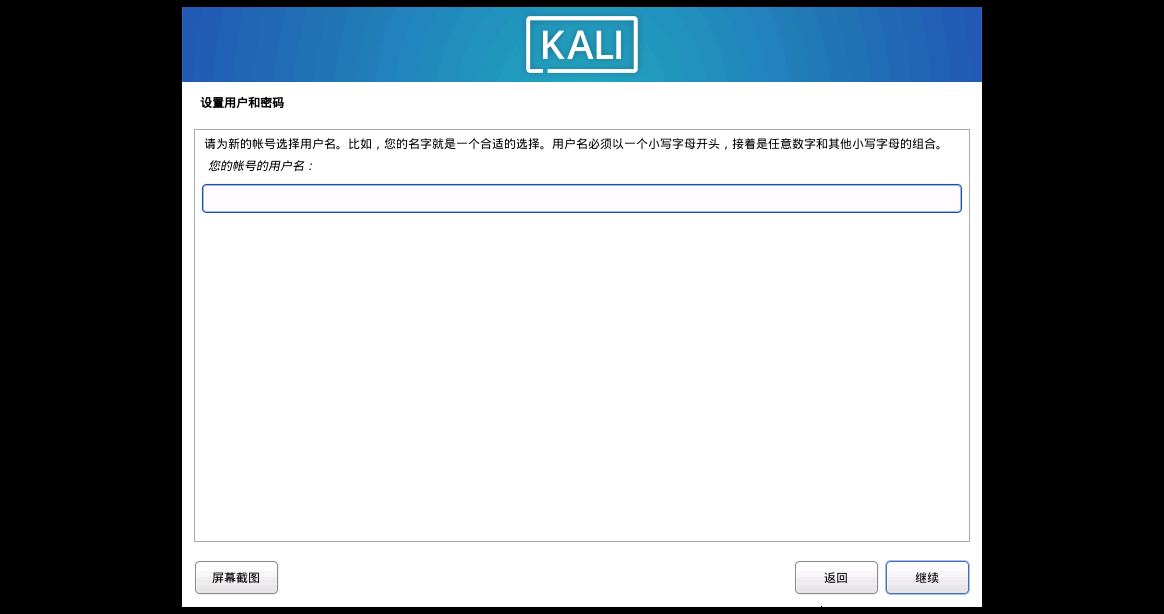 KALI
设置用户和密码
请为新的帐号选择用户名。比如，您的名字就是一个合适的选择。用户名必须以一个小写字母开头，接着是任意数字和其他小写字母的组合。
您的帐号的用户名：
屏幕截图
返回
继续